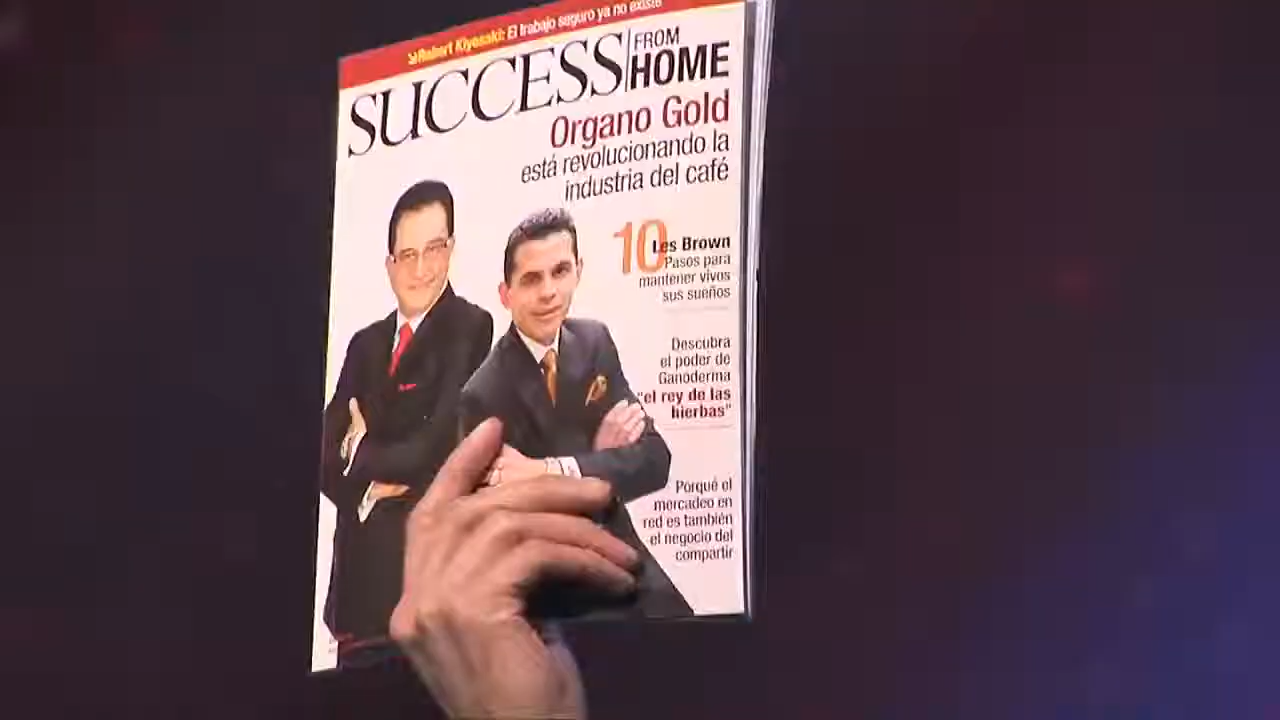 Robert Kiyosaki: El trabajo seguro ya no existe
SUCCESS FROM HOME
Organo Gold
está revolucionando la
industria del café
10 Les Brown
Pasos para
mantener vivos
sus sueños
Descubra
el poder de
Ganoderma
"el rey de las
hierbas"
Porqué el
mercadeo en
red es también
el negocio del
compartir